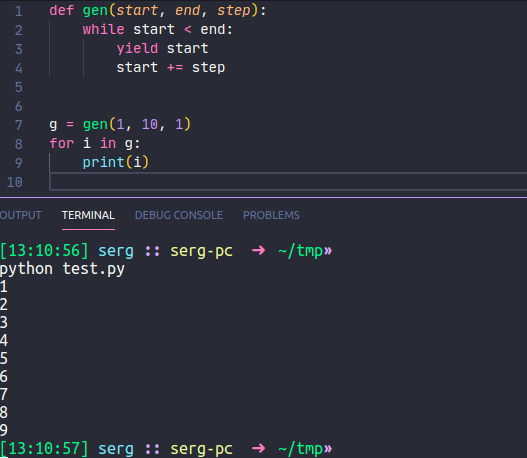 1 def gen(start, end, step):
2     while start < end:
3         yield start
4         start += step
5
6
7 g = gen(1, 10, 1)
8 for i in g:
9     print(i)
10
OUTPUT TERMINAL DEBUG CONSOLE PROBLEMS
[13:10:56] serg :: serg-pc ➜ ~/tmp»
python test.py
1
2
3
4
5
6
7
8
9
[13:10:57] serg :: serg-pc ➜ ~/tmp»